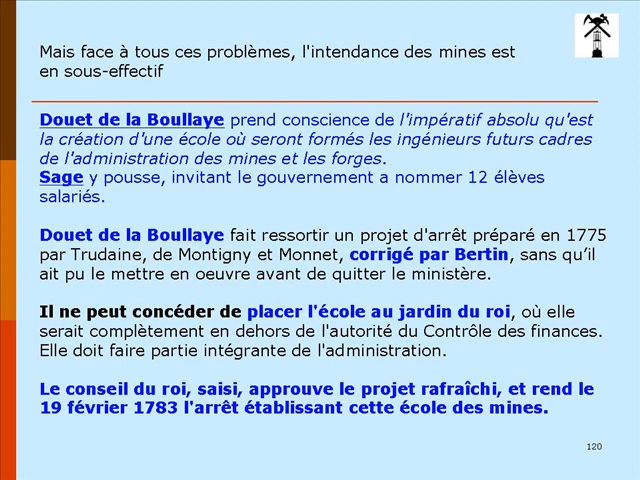 Mais face à tous ces problèmes, l'intendance des mines est
en sous-effectif
Douet de la Boullaye prend conscience de l'impératif absolu qu'est
la création d'une école où seront formés les ingénieurs futurs cadres
de l'administration des mines et les forges.
Sage y pousse, invitant le gouvernement a nommer 12 élèves
salariés.
Douet de la Boullaye fait ressortir un projet d'arrêt préparé en 1775
par Trudaine, de Montigny et Monnet, corrigé par Bertin, sans qu'il
ait pu le mettre en oeuvre avant de quitter le ministère.
Il ne peut concéder de placer l'école au jardin du roi, où elle
serait complètement en dehors de l'autorité du Contrôle des finances.
Elle doit faire partie intégrante de l'administration.
Le conseil du roi, saisi, approuve le projet rafraîchi, et rend le
19 février 1783 l'arrêt établissant cette école des mines.
120